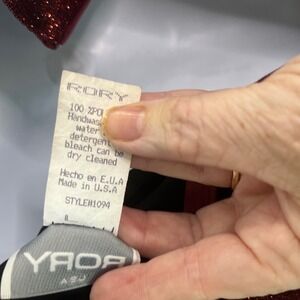 RORY
100 %PO
Handwas
water
detergent
bleach can be
dry cleaned
Hecho en E.U.A
Made in U.S.A
STYLE#1094
RORY
USA